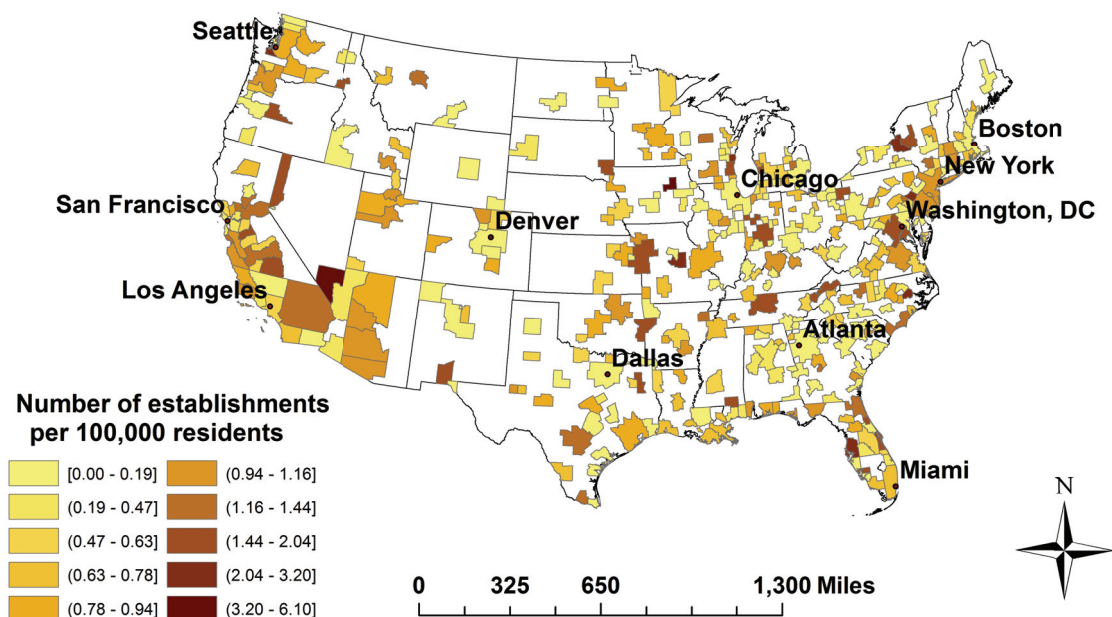 Seattle
Boston
New York
Chicago
San Francisco
Washington, DC
Denver
Los Angeles
Atlanta
Dallas
Number of establishments
per 100,000 residents
[0.00 - 0.19]
(0.94 - 1.16]
(0.19 - 0.47]
(1.16 - 1.44]
(0.47 - 0.63]
(1.44 - 2.04]
(0.63 - 0.78]
(2.04 - 3.20]
(0.78 - 0.94]
(3.20 - 6.10]
Miami
N
0 325 650 1,300 Miles